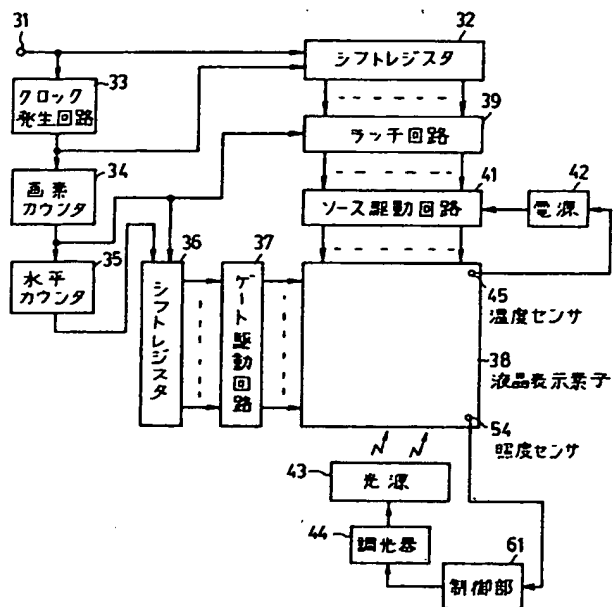 31
32
シフトレジスタ
33
クロック
発生回路
39
ラッチ回路
34
画素
カウンタ
41
ソース駆動回路
42
電源
35
水平
カウンタ
36
シフトレジスタ
37
ゲート駆動回路
45
温度センサ
38
液晶表示素子
54
照度センサ
43
光源
44
調光器
61
制御部